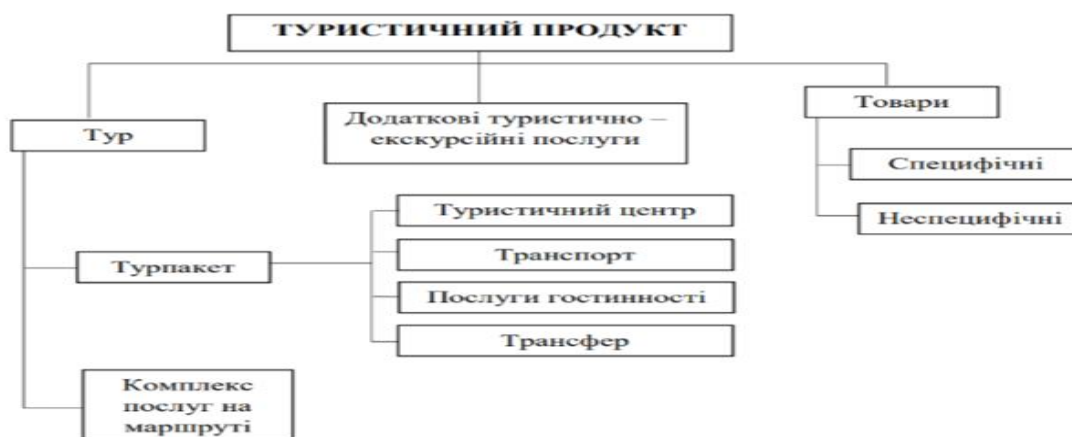 ТУРИСТИЧНИЙ ПРОДУКТ
Тур
Додаткові туристично –
екскурсійні послуги
Товари
Специфічні
Неспецифічні
Турпакет
Туристичний центр
Транспорт
Послуги гостинності
Трансфер
Комплекс
послуг на
маршруті